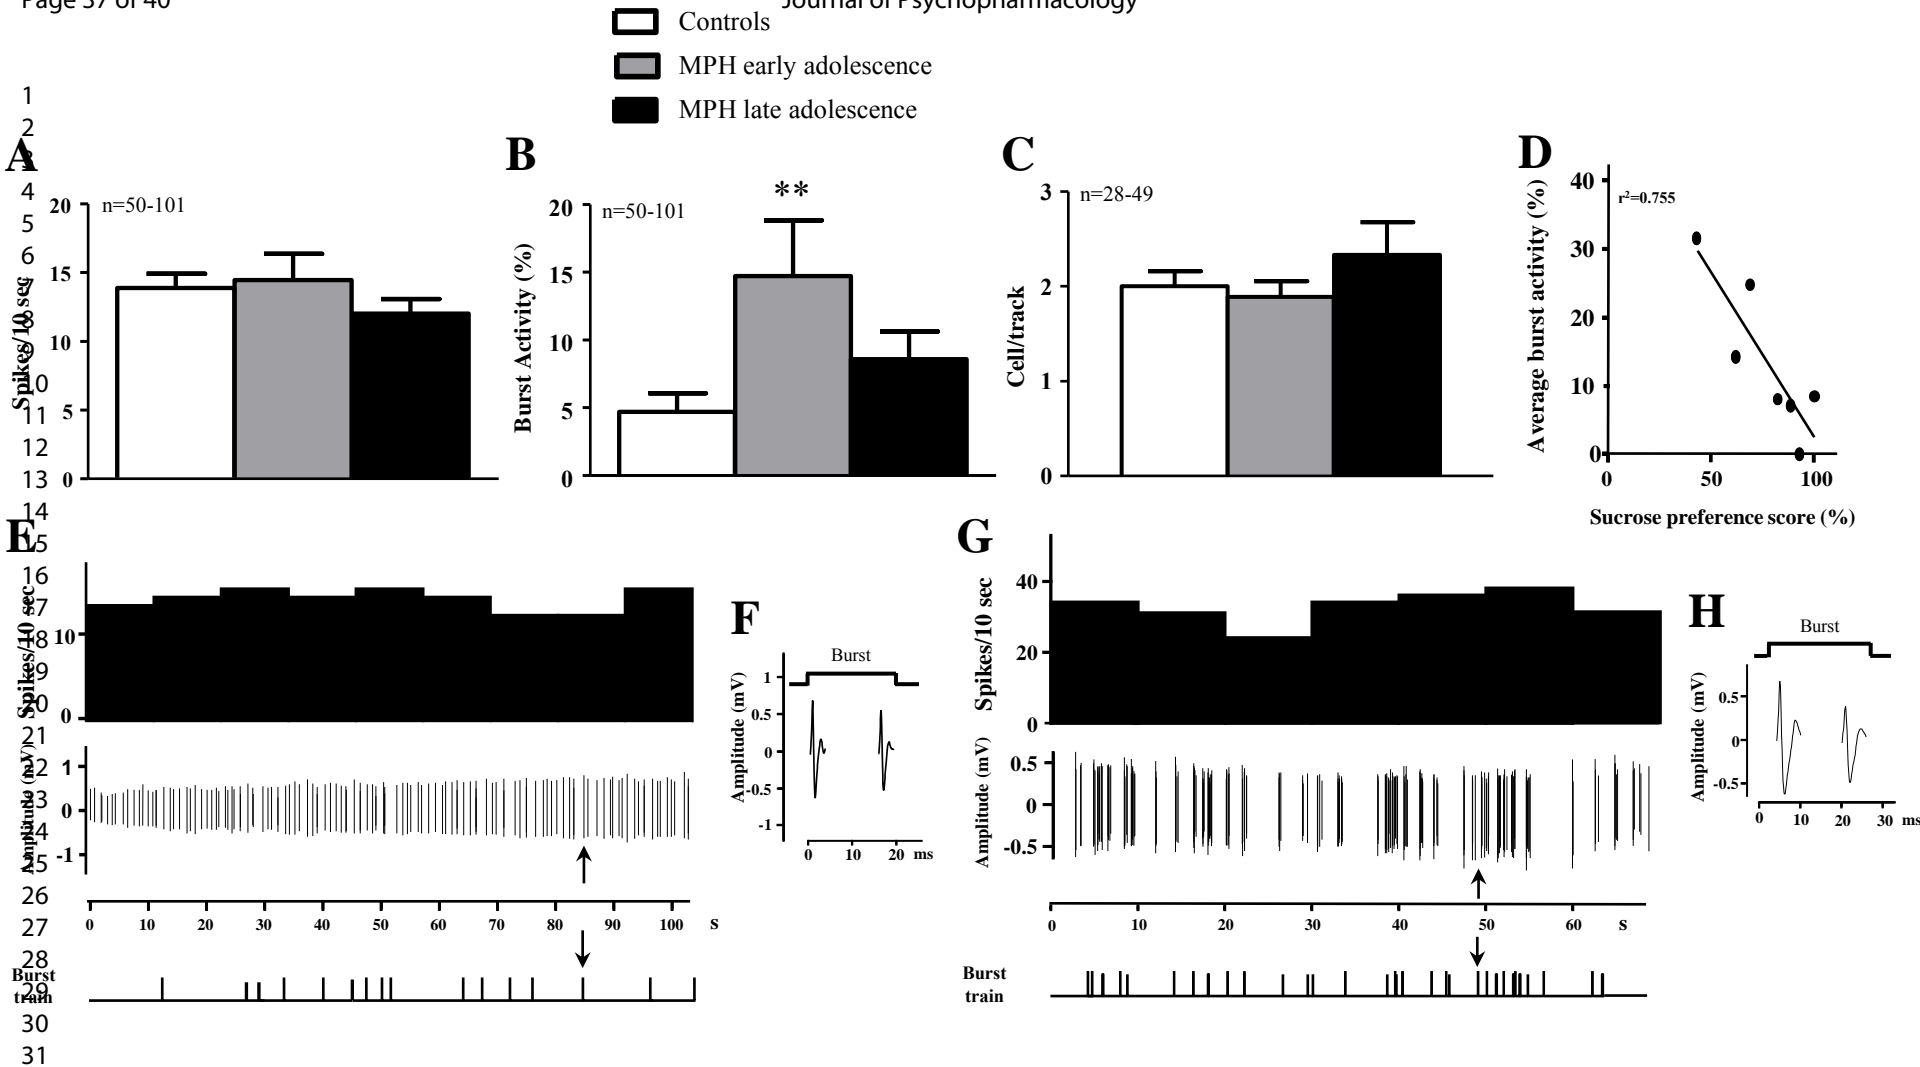 Page 37 of 40
Journal of Psychopharmacology
Controls
MPH early adolescence
MPH late adolescence
1
2
3
4
5
6
7
8
9
10
11
12
13
14
15
16
17
18
19
20
21
22
23
24
25
26
27
28
29
30
31
A
n=50-101
Spikes/10 sec
20
15
10
5
0
B
n=50-101
**
Burst Activity (%)
20
15
10
5
0
C
n=28-49
Cell/track
3
2
1
0
D
r²=0.755
Average burst activity (%)
40
30
20
10
0
0 50 100
Sucrose preference score (%)
E
Spikes/10 sec
10
0
Amplitude (mV)
1
0
-1
0 10 20 30 40 50 60 70 80 90 100 s
Burst
train
F
Burst
Amplitude (mV)
1
0.5
0
-0.5
-1
0 10 20 ms
G
Spikes/10 sec
40
20
0
Amplitude (mV)
0.5
0
-0.5
0 10 20 30 40 50 60 s
Burst
train
H
Burst
Amplitude (mV)
0.5
0
-0.5
0 10 20 30 ms